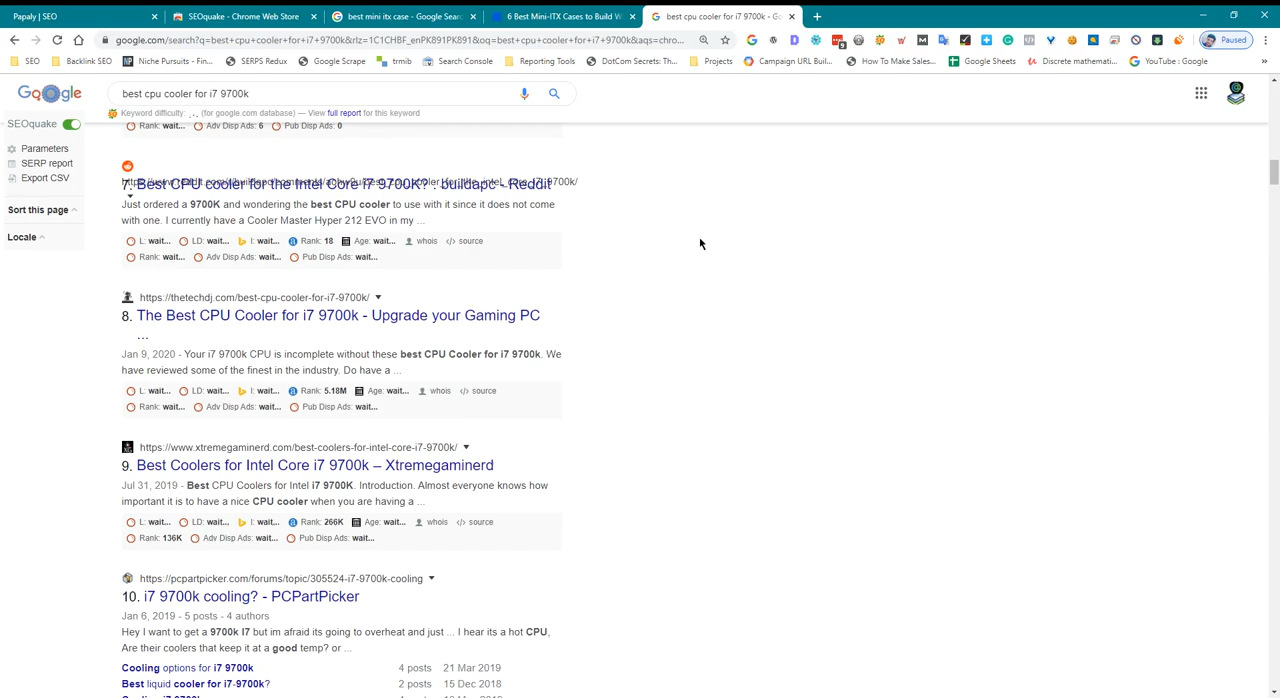 Papaly | SEO
SEOquake - Chrome Web Store
best mini itx case - Google Searc
6 Best Mini-ITX Cases to Build W
best cpu cooler for i7 9700k - Go
google.com/search?q=best+cpu+cooler+for+i7+9700k&rlz=1C1CHBF_enPK891PK891&oq=best+cpu+cooler+for+i7+9700k&aqs=chro...
Paused
SEO
Backlink SEO
Niche Pursuits - Fin...
SERPS Redux
Google Scrape
trmib
Search Console
Reporting Tools
DotCom Secrets: Th...
Projects
Campaign URL Buil...
How To Make Sales...
Google Sheets
Discrete mathemati...
YouTube : Google
Google
best cpu cooler for i7 9700k
Keyword difficulty: (for google.com database) — View full report for this keyword
SEOquake
Parameters
SERP report
Export CSV
Sort this page
Locale
Rank: wait... Adv Disp Ads: 6 Pub Disp Ads: 0
7. Best CPU cooler for the Intel Core i7 9700K? : buildapc - Reddit
Just ordered a 9700K and wondering the best CPU cooler to use with it since it does not come
with one. I currently have a Cooler Master Hyper 212 EVO in my ...
L: wait... LD: wait... I: wait... Rank: 18 Age: wait... whois source
Rank: wait... Adv Disp Ads: wait... Pub Disp Ads: wait...
https://thetechdj.com/best-cpu-cooler-for-i7-9700k/
8. The Best CPU Cooler for i7 9700k - Upgrade your Gaming PC
...
Jan 9, 2020 - Your i7 9700k CPU is incomplete without these best CPU Cooler for i7 9700k. We
have reviewed some of the finest in the industry. Do have a ...
L: wait... LD: wait... I: wait... Rank: 5.18M Age: wait... whois source
Rank: wait... Adv Disp Ads: wait... Pub Disp Ads: wait...
https://www.xtremegaminerd.com/best-coolers-for-intel-core-i7-9700k/
9. Best Coolers for Intel Core i7 9700k – Xtremegaminerd
Jul 31, 2019 - Best CPU Coolers for Intel i7 9700K. Introduction. Almost everyone knows how
important it is to have a nice CPU cooler when you are having a ...
L: wait... LD: wait... I: wait... Rank: 266K Age: wait... whois source
Rank: 136K Adv Disp Ads: wait... Pub Disp Ads: wait...
https://pcpartpicker.com/forums/topic/305524-i7-9700k-cooling
10. i7 9700k cooling? - PCPartPicker
Jan 6, 2019 - 5 posts - 4 authors
Hey I want to get a 9700k I7 but im afraid its going to overheat and just ... I hear its a hot CPU,
Are their coolers that keep it at a good temp? or ...
Cooling options for i7 9700k 4 posts 21 Mar 2019
Best liquid cooler for i7-9700k? 2 posts 15 Dec 2018